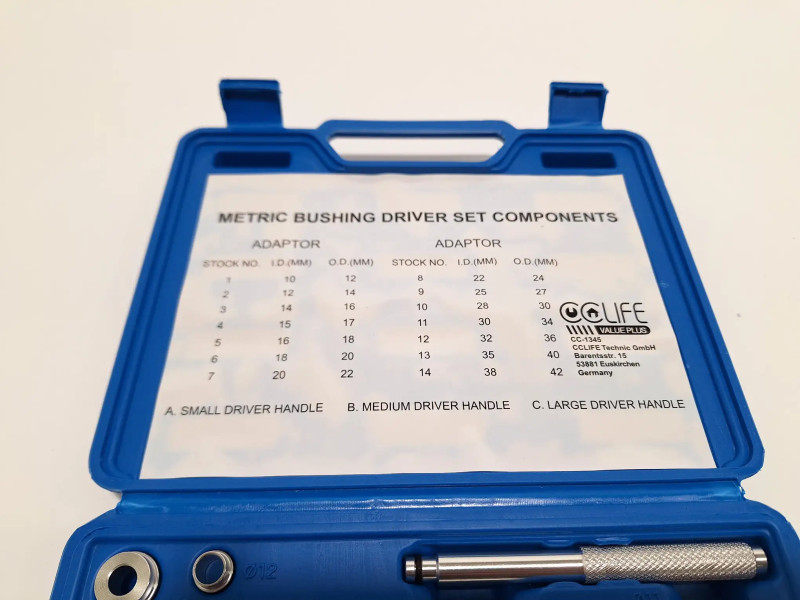 METRIC BUSHING DRIVER SET COMPONENTS
ADAPTOR ADAPTOR
STOCK NO. I.D.(MM) O.D.(MM) STOCK NO. I.D.(MM) O.D.(MM)
1 10 12 8 22 24
2 12 14 9 25 27
3 14 16 10 28 30
4 15 17 11 30 34
5 16 18 12 32 36
6 18 20 13 35 40
7 20 22 14 38 42
CCLIFE
VALUE PLUS
CC-1345
CCLIFE Technic GmbH
Barentsstr. 15
53881 Euskirchen
Germany
A. SMALL DRIVER HANDLE B. MEDIUM DRIVER HANDLE C. LARGE DRIVER HANDLE
Ø12